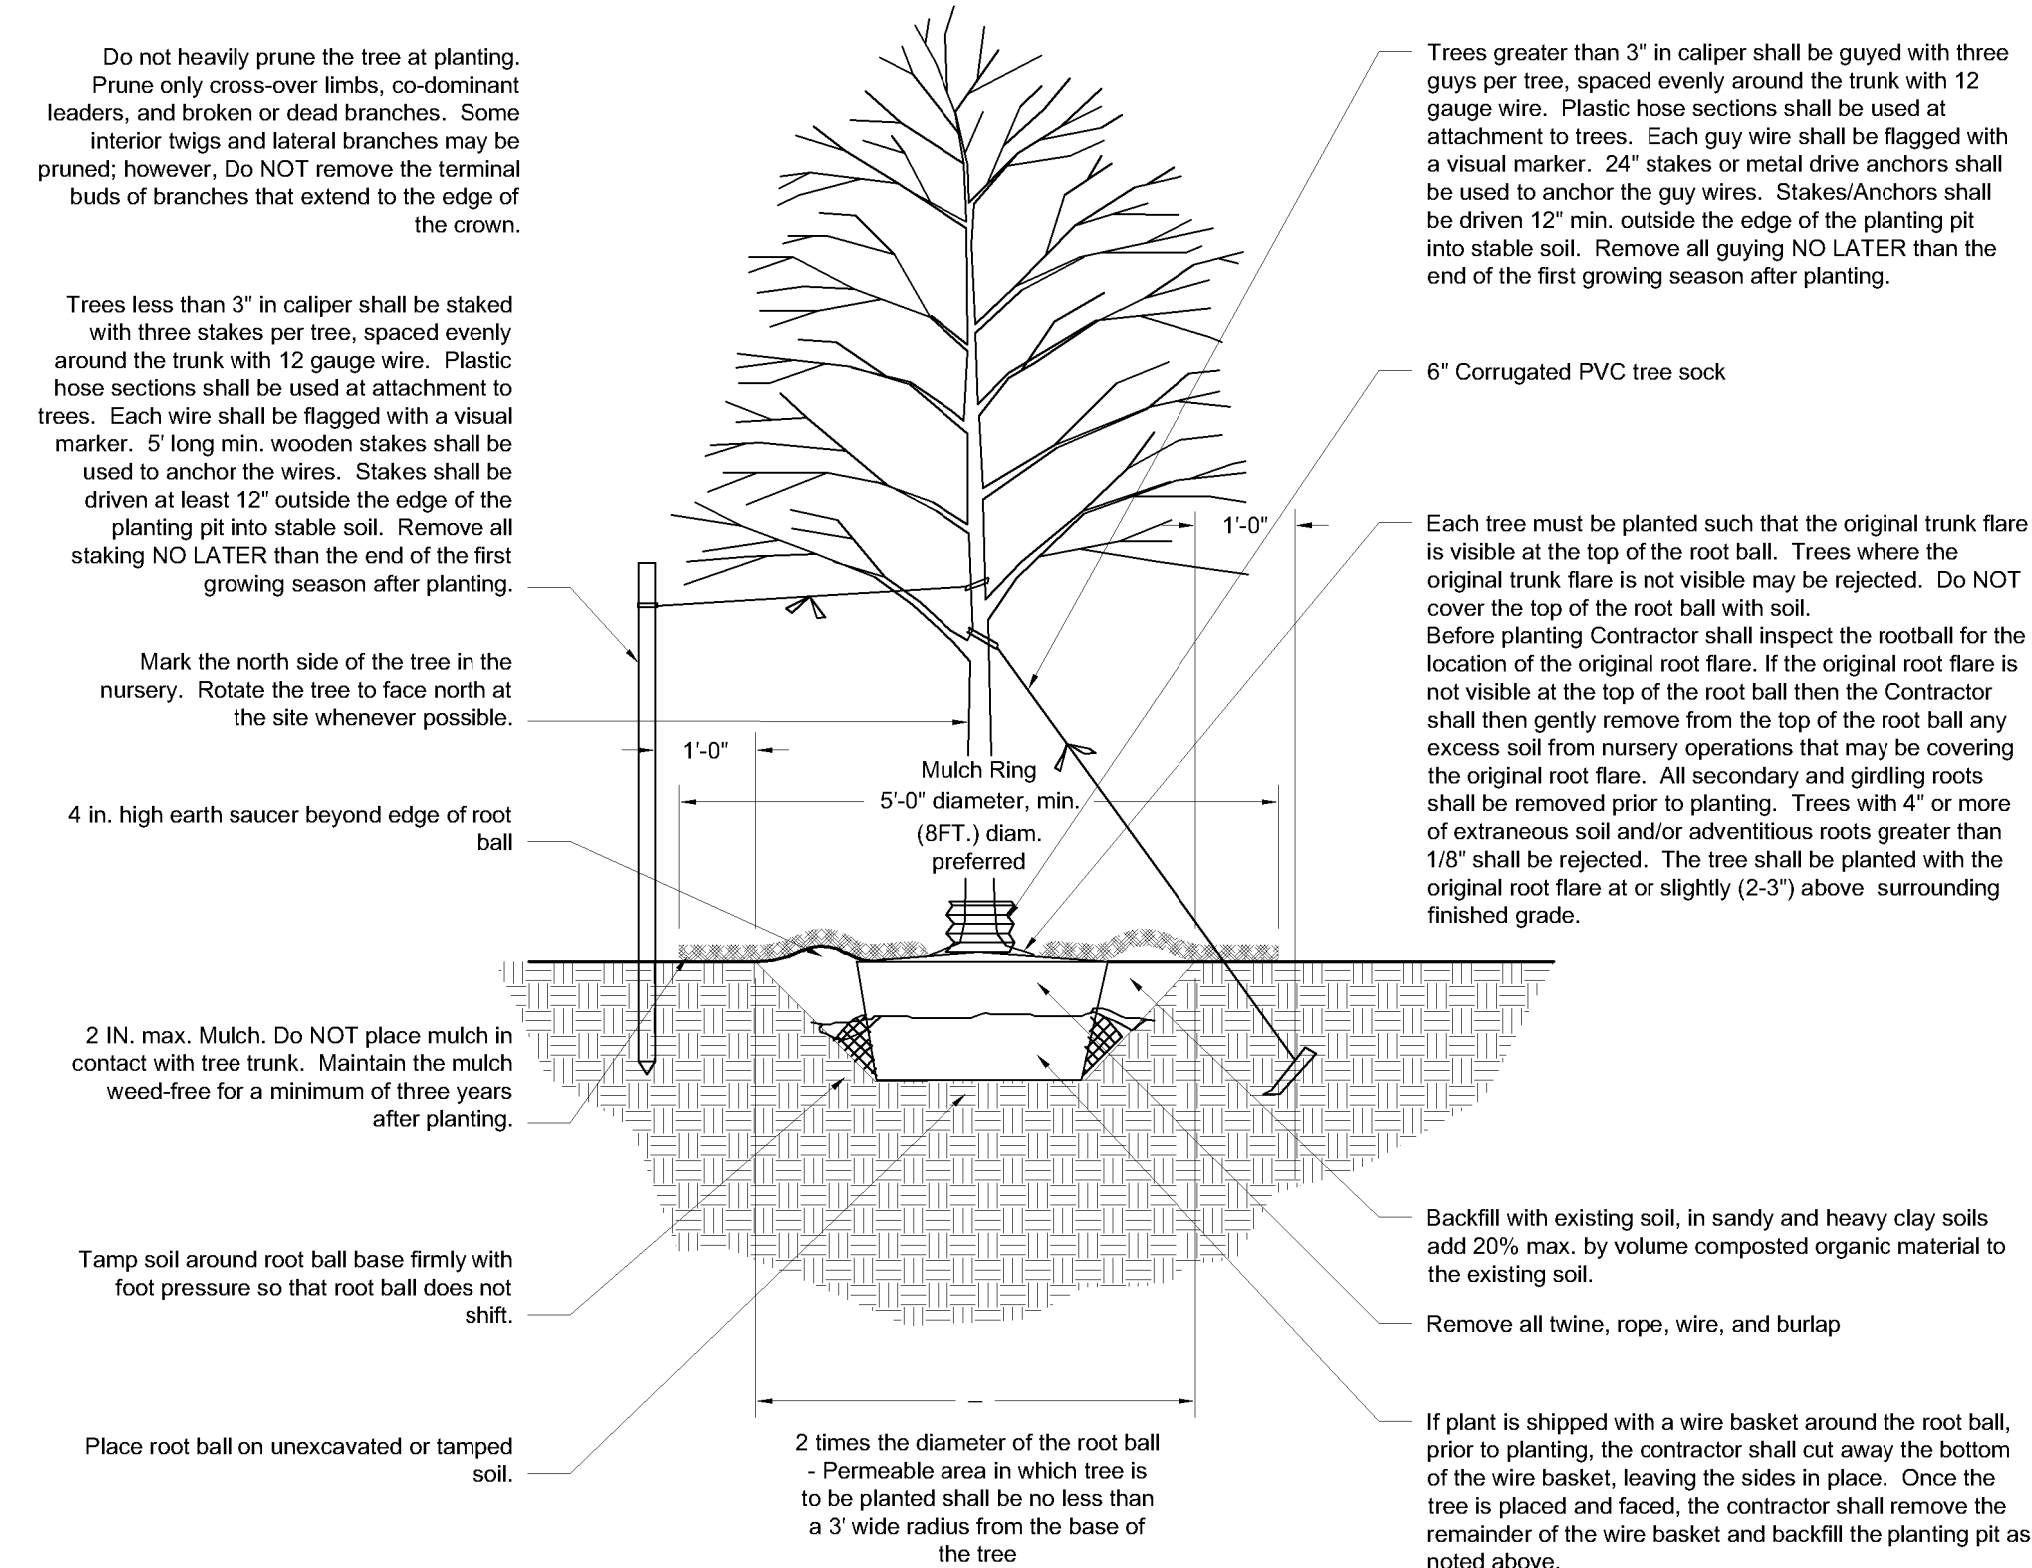 Do not heavily prune the tree at planting.
Prune only cross-over limbs, co-dominant
leaders, and broken or dead branches. Some
interior twigs and lateral branches may be
pruned; however, Do NOT remove the terminal
buds of branches that extend to the edge of
the crown.
Trees less than 3" in caliper shall be staked
with three stakes per tree, spaced evenly
around the trunk with 12 gauge wire. Plastic
hose sections shall be used at attachment to
trees. Each wire shall be flagged with a visual
marker. 5' long min. wooden stakes shall be
used to anchor the wires. Stakes shall be
driven at least 12" outside the edge of the
planting pit into stable soil. Remove all
staking NO LATER than the end of the first
growing season after planting.
Mark the north side of the tree in the
nursery. Rotate the tree to face north at
the site whenever possible.
4 in. high earth saucer beyond edge of root
ball
2 IN. max. Mulch. Do NOT place mulch in
contact with tree trunk. Maintain the mulch
weed-free for a minimum of three years
after planting.
Tamp soil around root ball base firmly with
foot pressure so that root ball does not
shift.
Place root ball on unexcavated or tamped
soil.
1'-0"
Mulch Ring
5'-0" diameter, min.
(8FT.) diam.
preferred
1'-0"
2 times the diameter of the root ball
- Permeable area in which tree is
to be planted shall be no less than
a 3' wide radius from the base of
the tree
Trees greater than 3" in caliper shall be guyed with three
guys per tree, spaced evenly around the trunk with 12
gauge wire. Plastic hose sections shall be used at
attachment to trees. Each guy wire shall be flagged with
a visual marker. 24" stakes or metal drive anchors shall
be used to anchor the guy wires. Stakes/Anchors shall
be driven 12" min. outside the edge of the planting pit
into stable soil. Remove all guying NO LATER than the
end of the first growing season after planting.
6" Corrugated PVC tree sock
Each tree must be planted such that the original trunk flare
is visible at the top of the root ball. Trees where the
original trunk flare is not visible may be rejected. Do NOT
cover the top of the root ball with soil.
Before planting Contractor shall inspect the rootball for the
location of the original root flare. If the original root flare is
not visible at the top of the root ball then the Contractor
shall then gently remove from the top of the root ball any
excess soil from nursery operations that may be covering
the original root flare. All secondary and girdling roots
shall be removed prior to planting. Trees with 4" or more
of extraneous soil and/or adventitious roots greater than
1/8" shall be rejected. The tree shall be planted with the
original root flare at or slightly (2-3") above surrounding
finished grade.
Backfill with existing soil, in sandy and heavy clay soils
add 20% max. by volume composted organic material to
the existing soil.
Remove all twine, rope, wire, and burlap
If plant is shipped with a wire basket around the root ball,
prior to planting, the contractor shall cut away the bottom
of the wire basket, leaving the sides in place. Once the
tree is placed and faced, the contractor shall remove the
remainder of the wire basket and backfill the planting pit as
noted above.